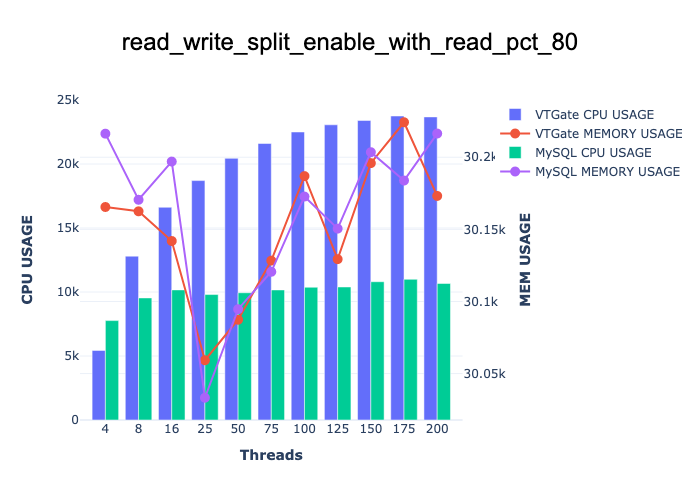 read_write_split_enable_with_read_pct_80
25k
20k
15k
10k
5k
0
CPU USAGE
4 8 16 25 50 75 100 125 150 175 200
Threads
30.2k
30.15k
30.1k
30.05k
MEM USAGE
VTGate CPU USAGE
VTGate MEMORY USAGE
MySQL CPU USAGE
MySQL MEMORY USAGE